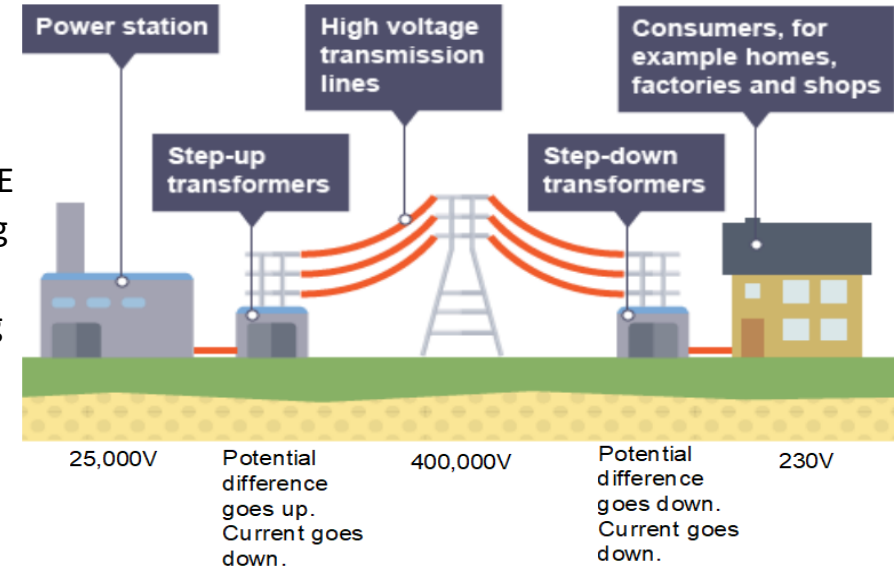 Power station
High voltage
transmission
lines
Consumers, for
example homes,
factories and shops
Step-up
transformers
Step-down
transformers
E
g
25,000V
Potential
difference
goes up.
Current goes
down.
400,000V
Potential
difference
goes down.
Current goes
down.
230V